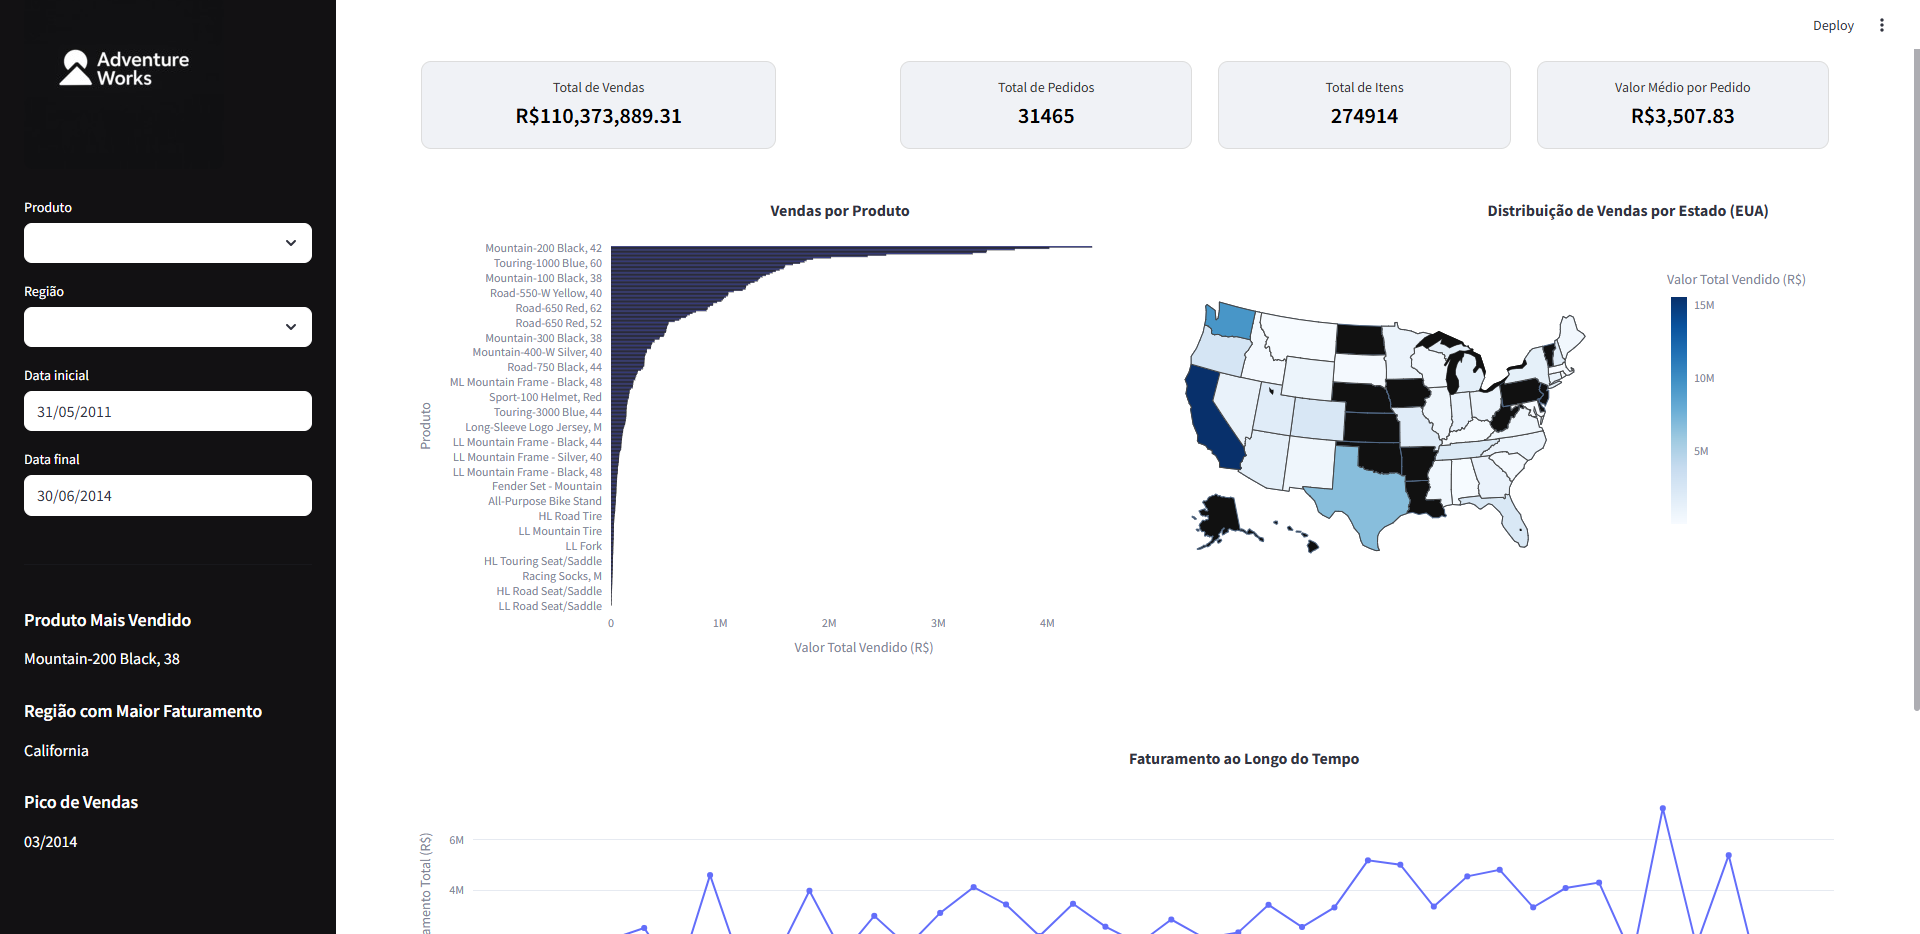 Adventure
Works
Produto
Região
Data inicial
31/05/2011
Data final
30/06/2014
Produto Mais Vendido
Mountain-200 Black, 38
Região com Maior Faturamento
California
Pico de Vendas
03/2014
Deploy
Total de Vendas
R$110,373,889.31
Total de Pedidos
31465
Total de Itens
274914
Valor Médio por Pedido
R$3,507.83
Vendas por Produto
Produto
Mountain-200 Black, 42
Touring-1000 Blue, 60
Mountain-100 Black, 38
Road-550-W Yellow, 40
Road-650 Red, 62
Road-650 Red, 52
Mountain-300 Black, 38
Mountain-400-W Silver, 40
Road-750 Black, 44
ML Mountain Frame - Black, 48
Sport-100 Helmet, Red
Touring-3000 Blue, 44
Long-Sleeve Logo Jersey, M
LL Mountain Frame - Black, 44
LL Mountain Frame - Silver, 40
LL Mountain Frame - Black, 48
Fender Set - Mountain
All-Purpose Bike Stand
HL Road Tire
LL Mountain Tire
LL Fork
HL Touring Seat/Saddle
Racing Socks, M
HL Road Seat/Saddle
LL Road Seat/Saddle
0 1M 2M 3M 4M
Valor Total Vendido (R$)
Distribuição de Vendas por Estado (EUA)
Valor Total Vendido (R$)
15M
10M
5M
Faturamento ao Longo do Tempo
amento Total (R$)
6M
4M